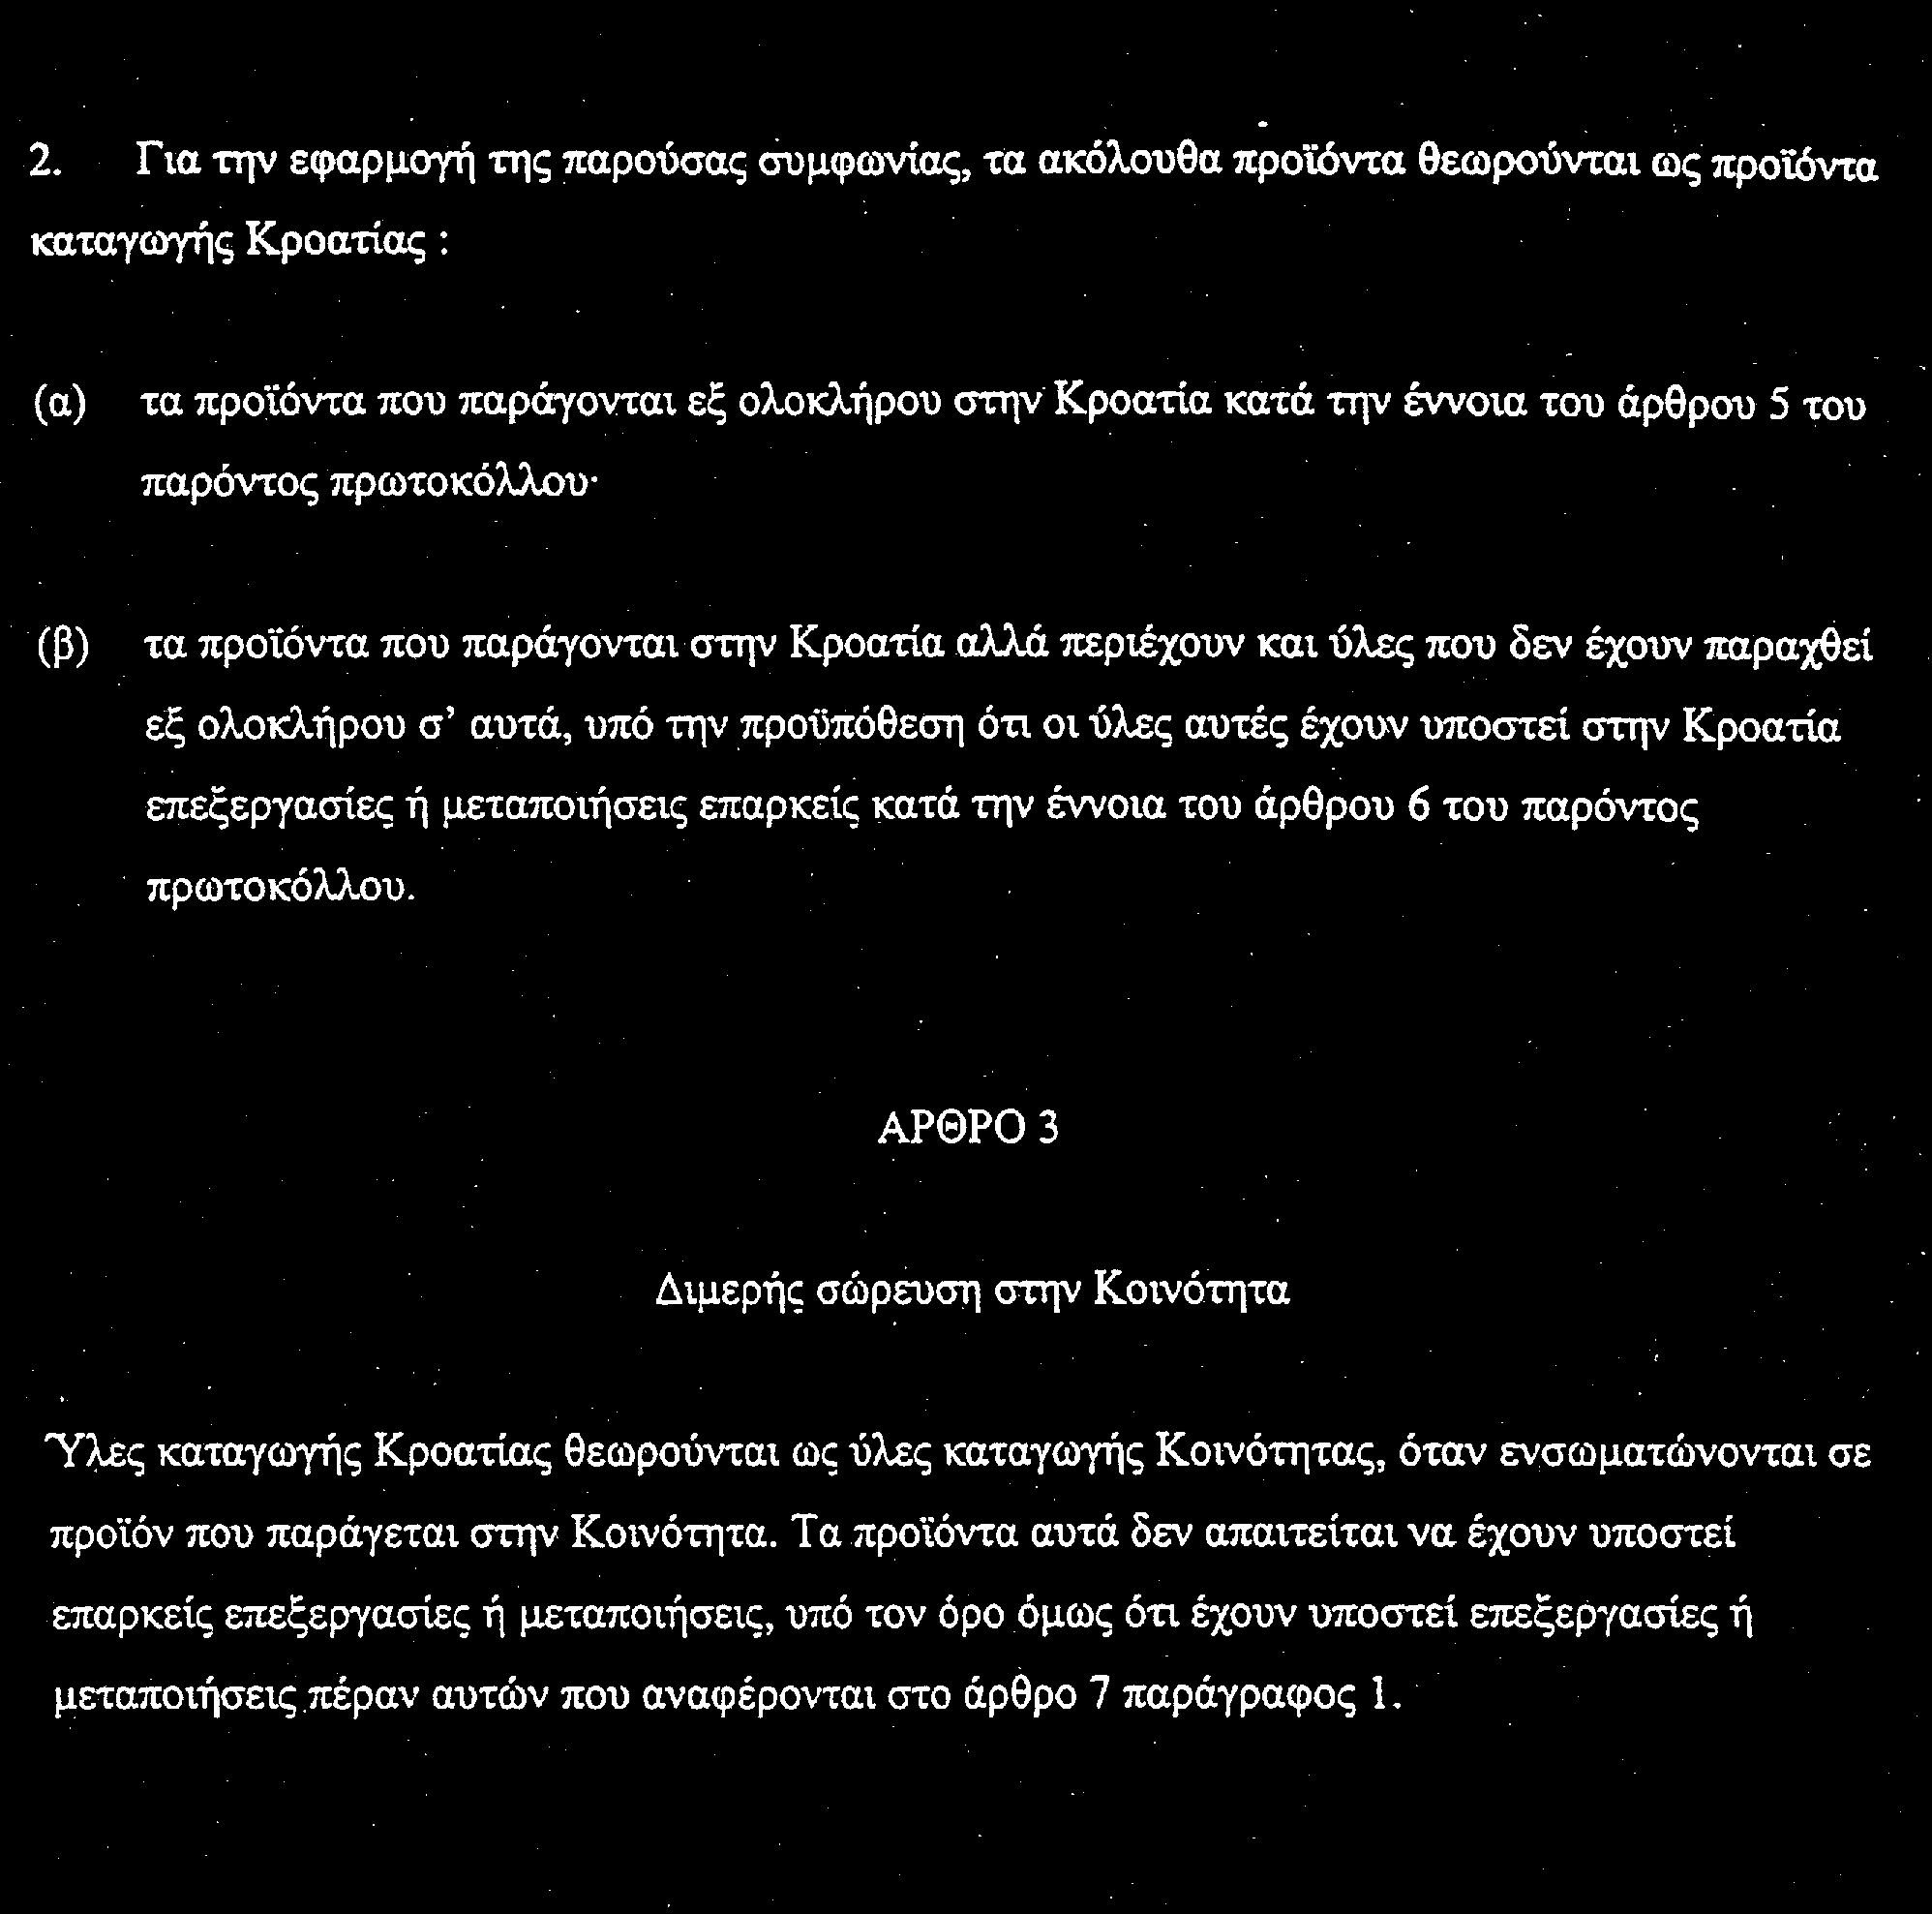 2. Για την εφαρμογή της παρούσας συμφωνίας, τα ακόλουθα προϊόντα θεωρούνται ως προϊόντα
καταγωγής Κροατίας :
(α) τα προϊόντα που παράγονται εξ ολοκλήρου στην Κροατία κατά την έννοια του άρθρου 5 του
παρόντος πρωτοκόλλου·
(β) τα προϊόντα που παράγονται στην Κροατία αλλά περιέχουν και ύλες που δεν έχουν παραχθεί
εξ ολοκλήρου σ’ αυτά, υπό την προϋπόθεση ότι οι ύλες αυτές έχουν υποστεί στην Κροατία
επεξεργασίες ή μεταποιήσεις επαρκείς κατά την έννοια του άρθρου 6 του παρόντος
πρωτοκόλλου.
ΑΡΘΡΟ 3
Διμερής σώρευση στην Κοινότητα
Ύλες καταγωγής Κροατίας θεωρούνται ως ύλες καταγωγής Κοινότητας, όταν ενσωματώνονται σε
προϊόν που παράγεται στην Κοινότητα. Τα προϊόντα αυτά δεν απαιτείται να έχουν υποστεί
επαρκείς επεξεργασίες ή μεταποιήσεις, υπό τον όρο όμως ότι έχουν υποστεί επεξεργασίες ή
μεταποιήσεις πέραν αυτών που αναφέρονται στο άρθρο 7 παράγραφος 1.